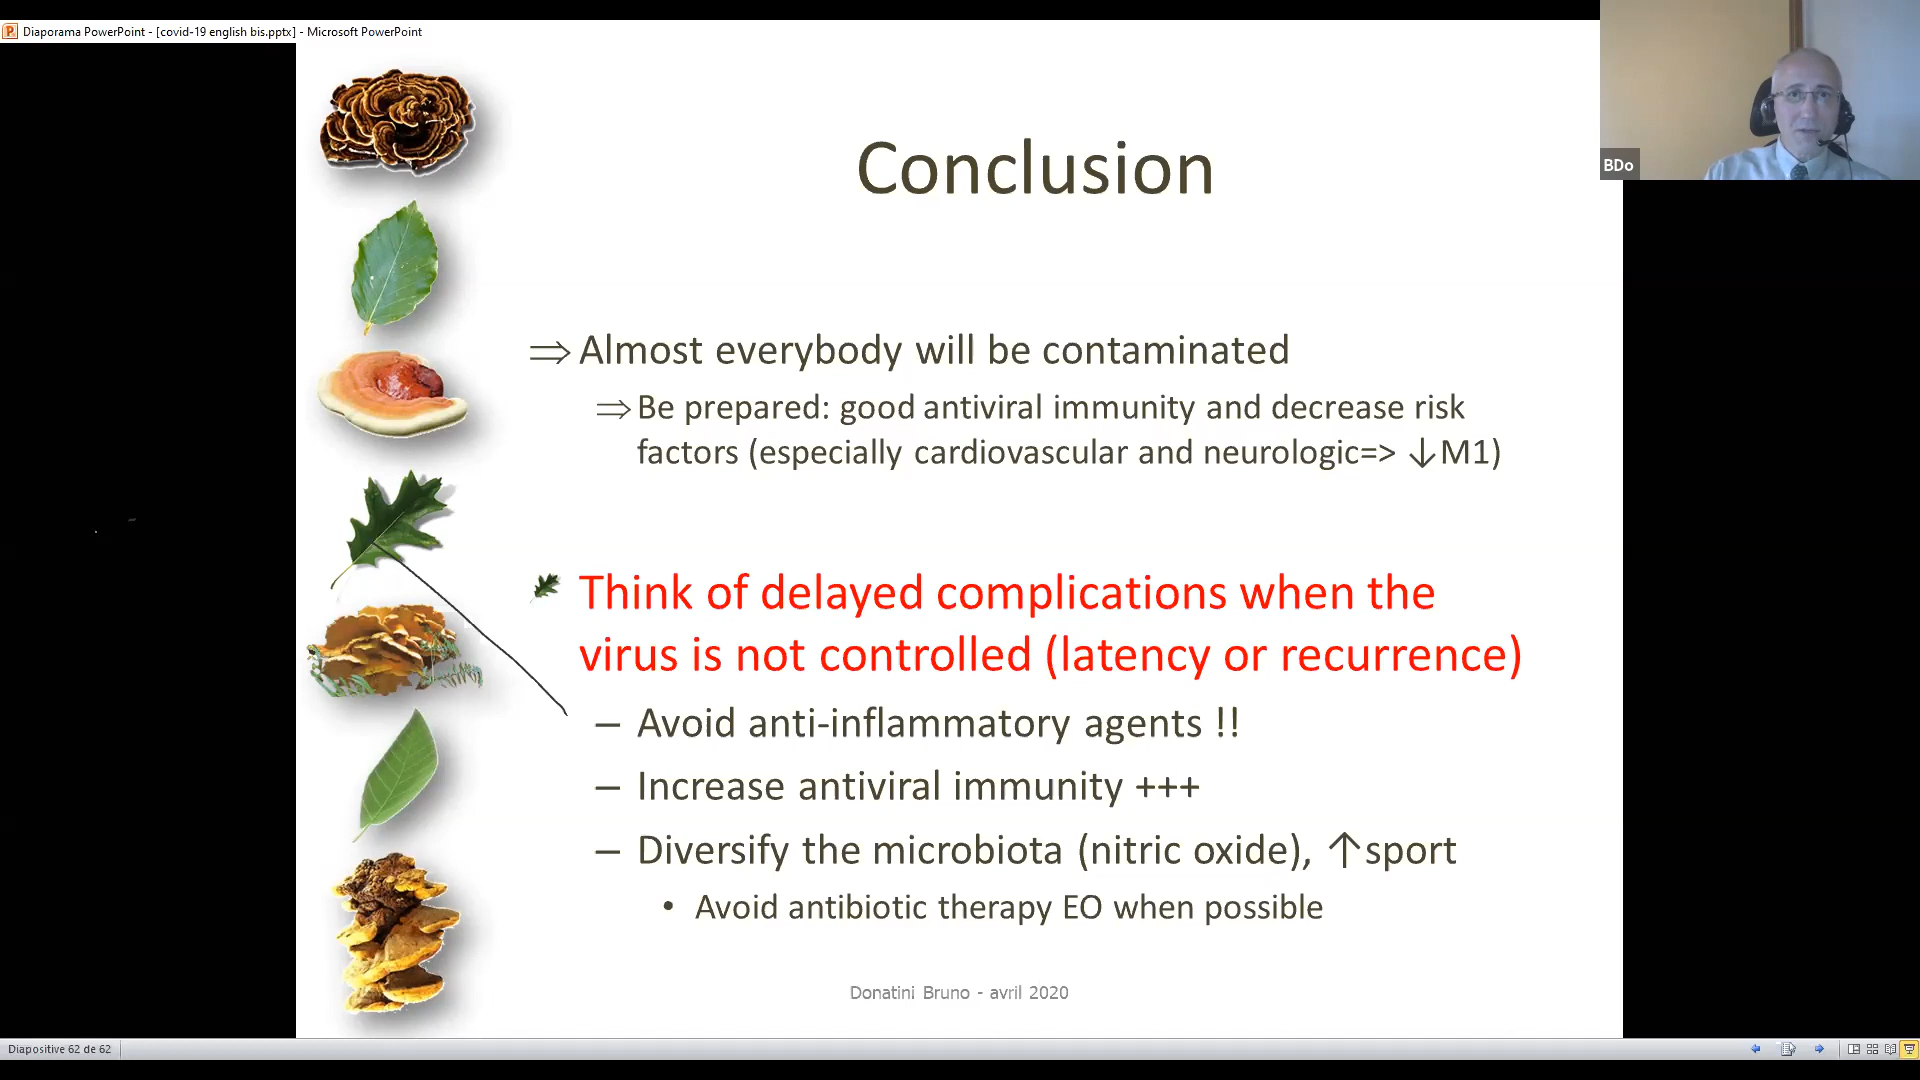 Diaporama PowerPoint - [covid-19 english bis.pptx] - Microsoft PowerPoint
BDo
Conclusion
⇒ Almost everybody will be contaminated
⇒ Be prepared: good antiviral immunity and decrease risk
factors (especially cardiovascular and neurologic=> ↓M1)
Think of delayed complications when the
virus is not controlled (latency or recurrence)
– Avoid anti-inflammatory agents !!
– Increase antiviral immunity +++
– Diversify the microbiota (nitric oxide), ↑sport
• Avoid antibiotic therapy EO when possible
Donatini Bruno - avril 2020
Diapositive 62 de 62